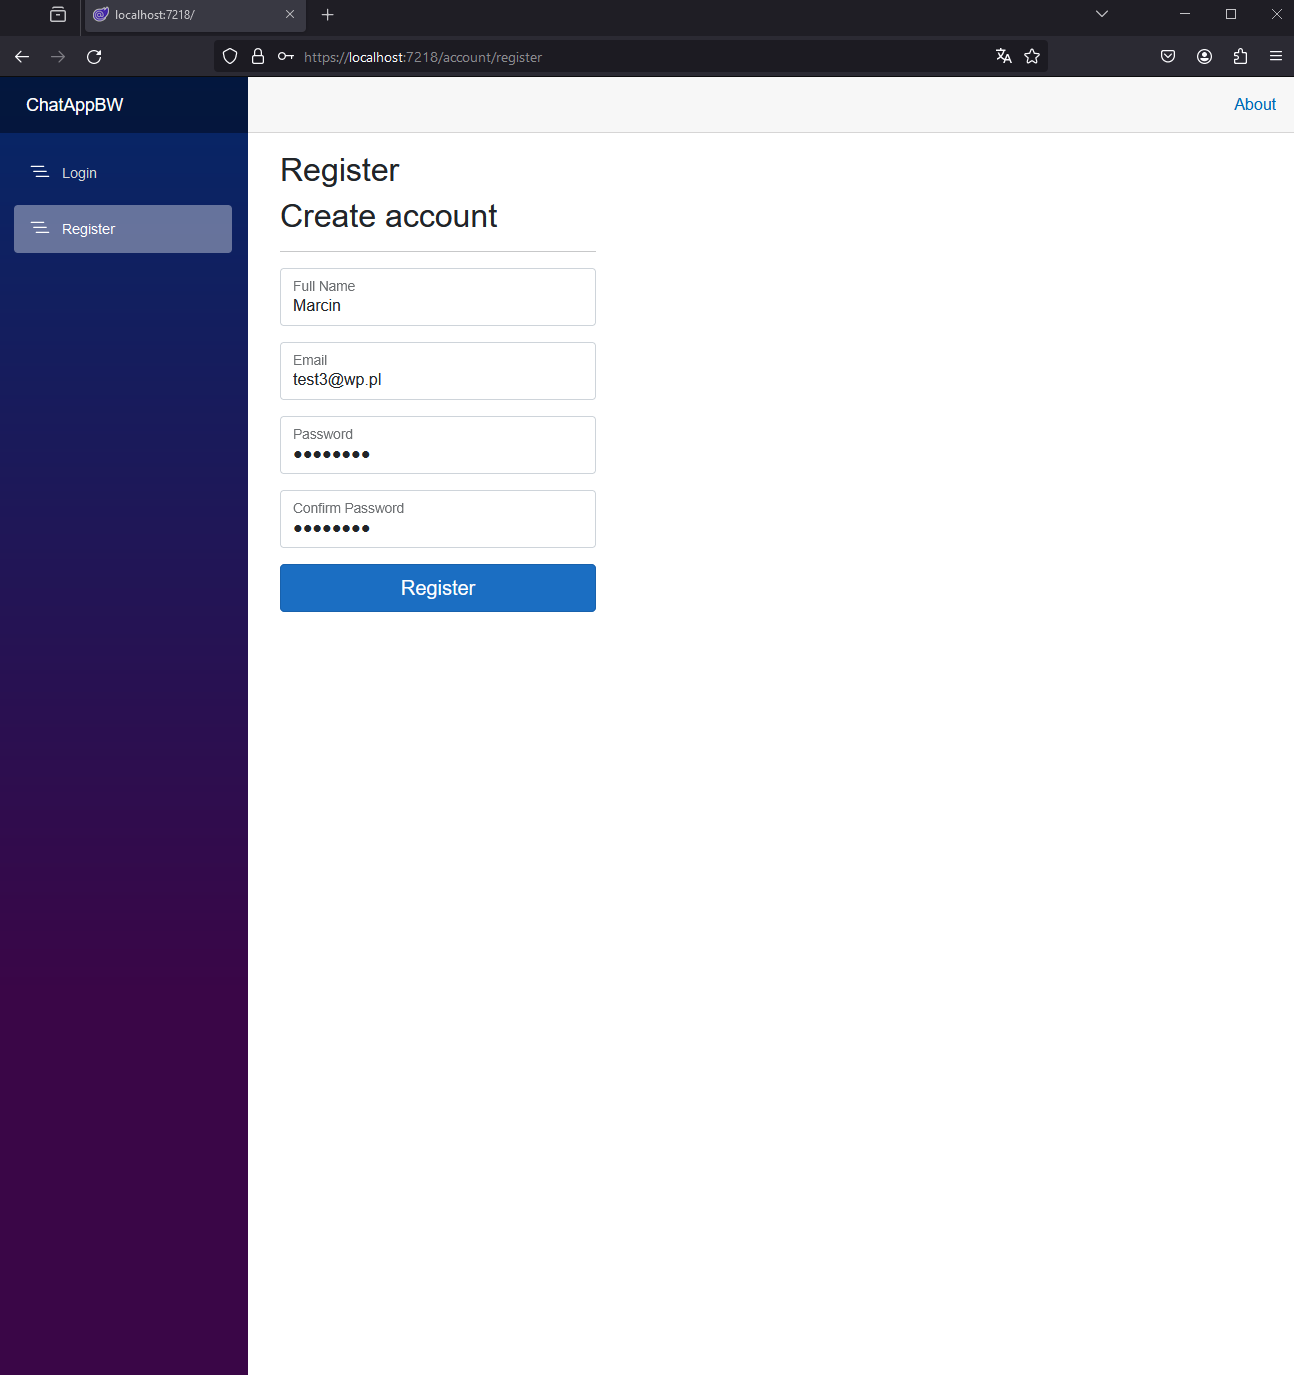 localhost:7218/
https://localhost:7218/account/register
ChatAppBW
About
Login
Register
Register
Create account
Full Name
Marcin
Email
test3@wp.pl
Password
●●●●●●●●
Confirm Password
●●●●●●●●
Register